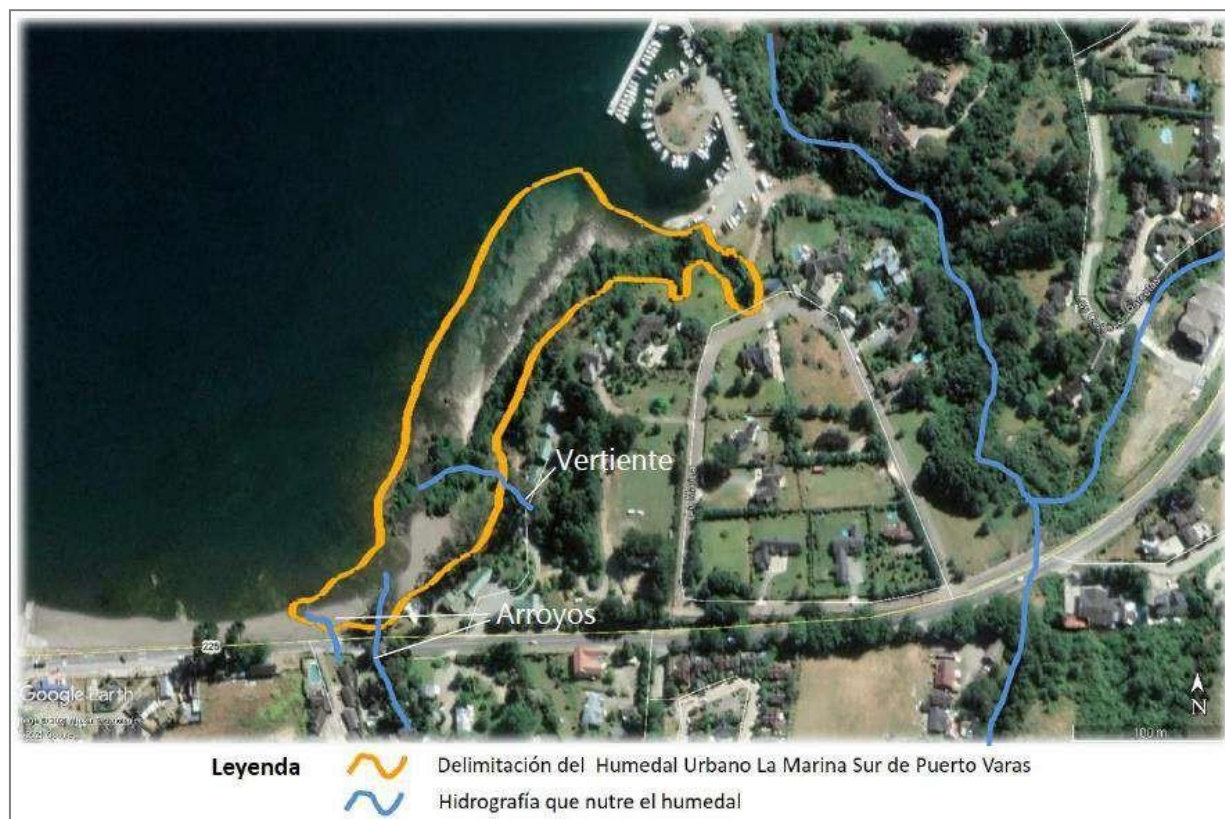 Vertiente
Arroyos
225
Google Earth
100 m
N
Leyenda
Delimitación del Humedal Urbano La Marina Sur de Puerto Varas
Hidrografía que nutre el humedal